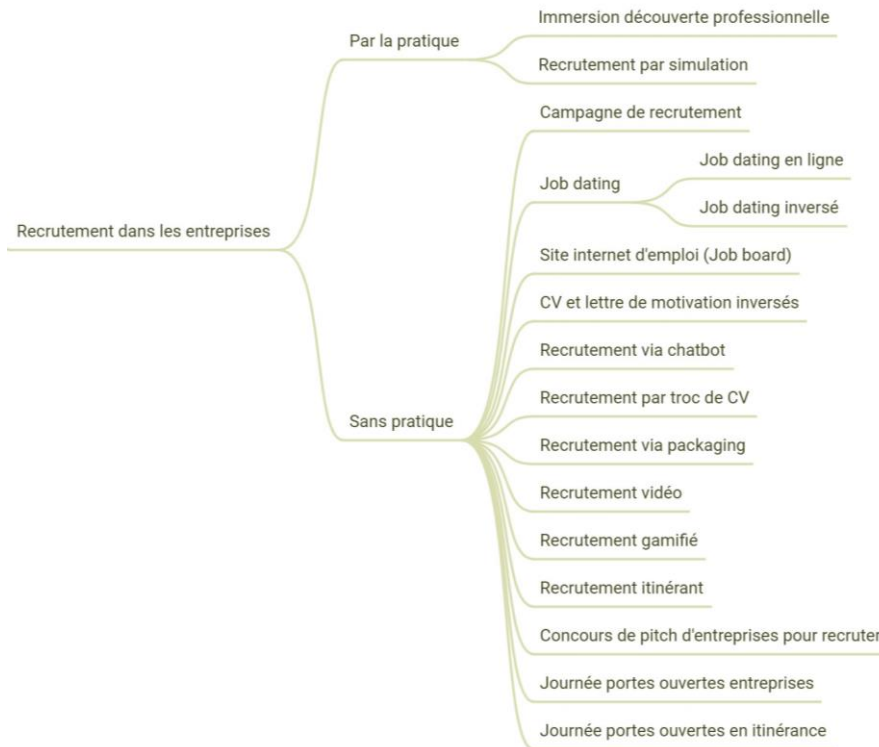 Immersion découverte professionnelle
Par la pratique
Recrutement par simulation
Campagne de recrutement
Job dating en ligne
Job dating
Job dating inversé
Recrutement dans les entreprises
Site internet d'emploi (Job board)
CV et lettre de motivation inversés
Recrutement via chatbot
Recrutement par troc de CV
Sans pratique
Recrutement via packaging
Recrutement vidéo
Recrutement gamifié
Recrutement itinérant
Concours de pitch d'entreprises pour recruter
Journée portes ouvertes entreprises
Journée portes ouvertes en itinérance